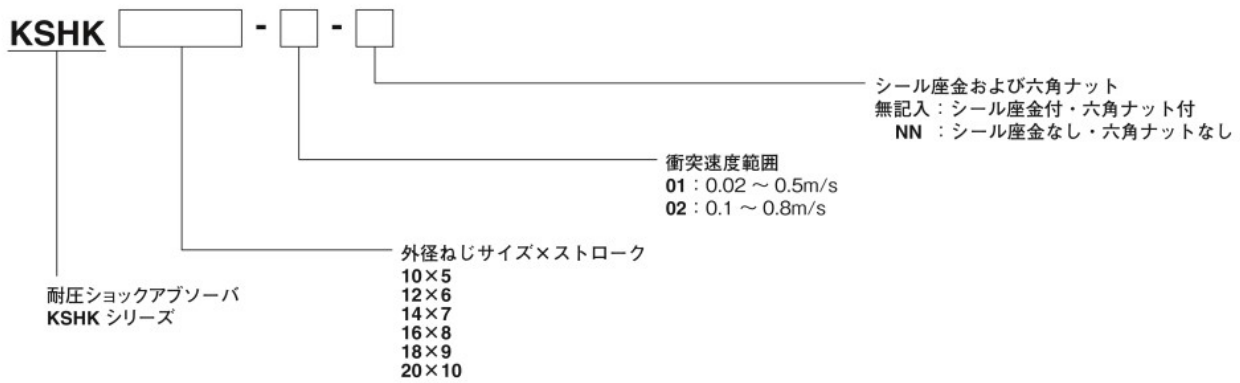 KSHK - -
シール座金および六角ナット
無記入：シール座金付・六角ナット付
NN ：シール座金なし・六角ナットなし
衝突速度範囲
01：0.02 ～ 0.5m/s
02：0.1 ～ 0.8m/s
外径ねじサイズ×ストローク
10×5
12×6
14×7
16×8
18×9
20×10
耐圧ショックアブソーバ
KSHK シリーズ